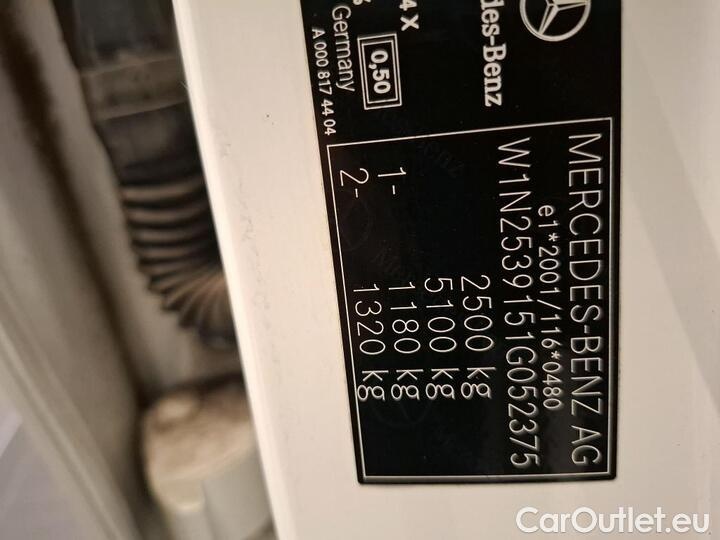 MERCEDES-BENZ AG
e1*2001/116*0480
W1N2539151G052375
2500 kg
5100 kg
1- 1180 kg
2- 1320 kg
des-Benz
4 X
%
0,50
Germany
A 000 817 44 04
CarOutlet.eu